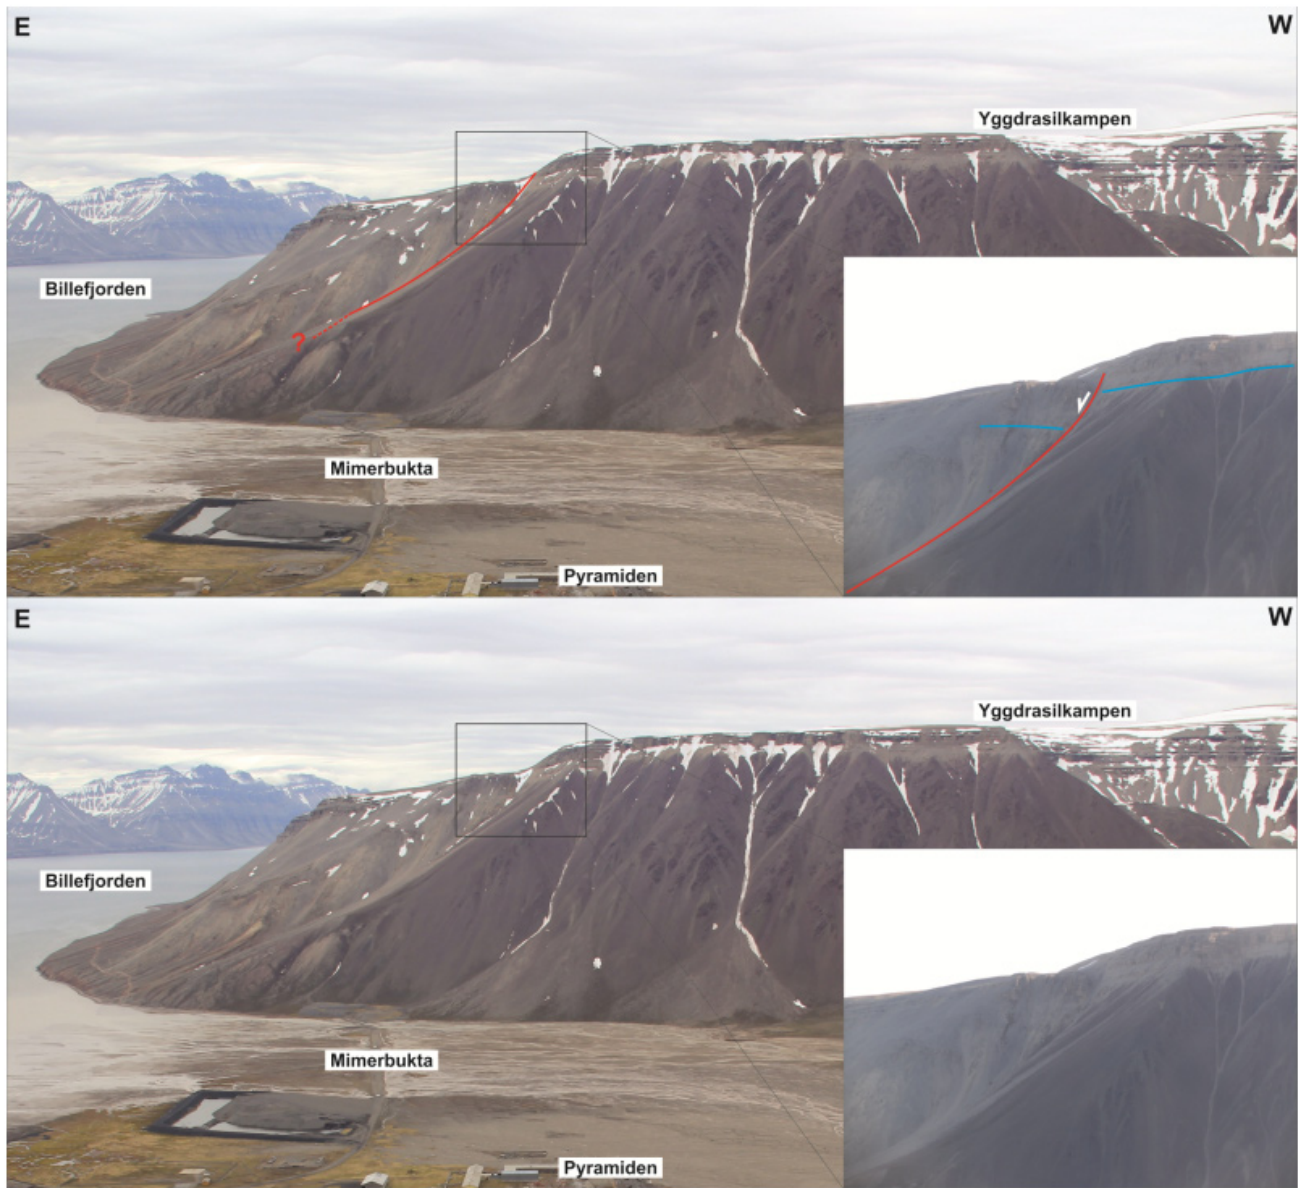 E
W
Yggdrasilkampen
Billefjorden
?
Mimerbukta
Pyramiden
E
W
Yggdrasilkampen
Billefjorden
Mimerbukta
Pyramiden